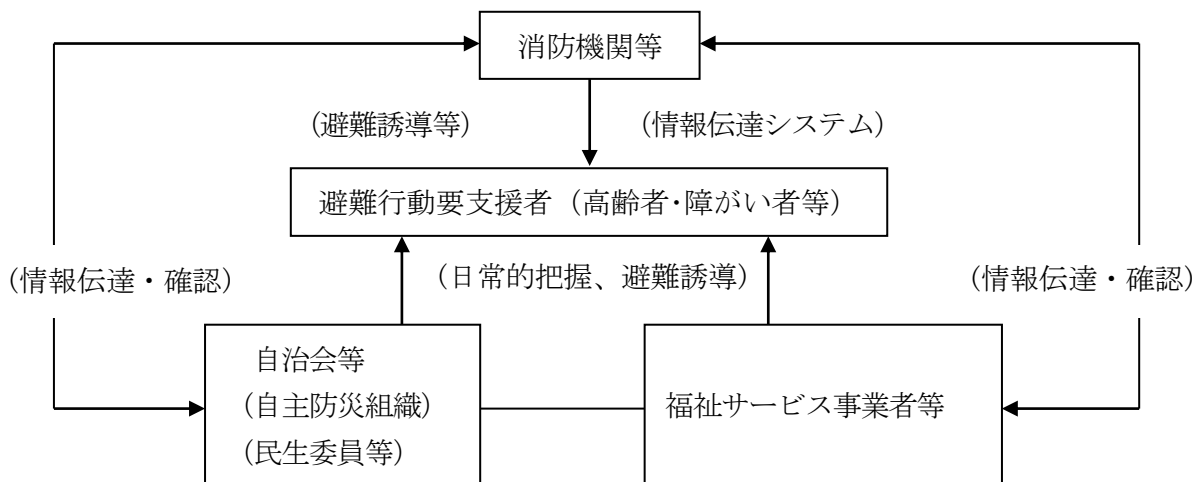 消防機関等
(避難誘導等)
(情報伝達システム)
避難行動要支援者（高齢者･障がい者等）
(情報伝達・確認)
(日常的把握、避難誘導)
(情報伝達・確認)
自治会等
(自主防災組織)
(民生委員等)
福祉サービス事業者等